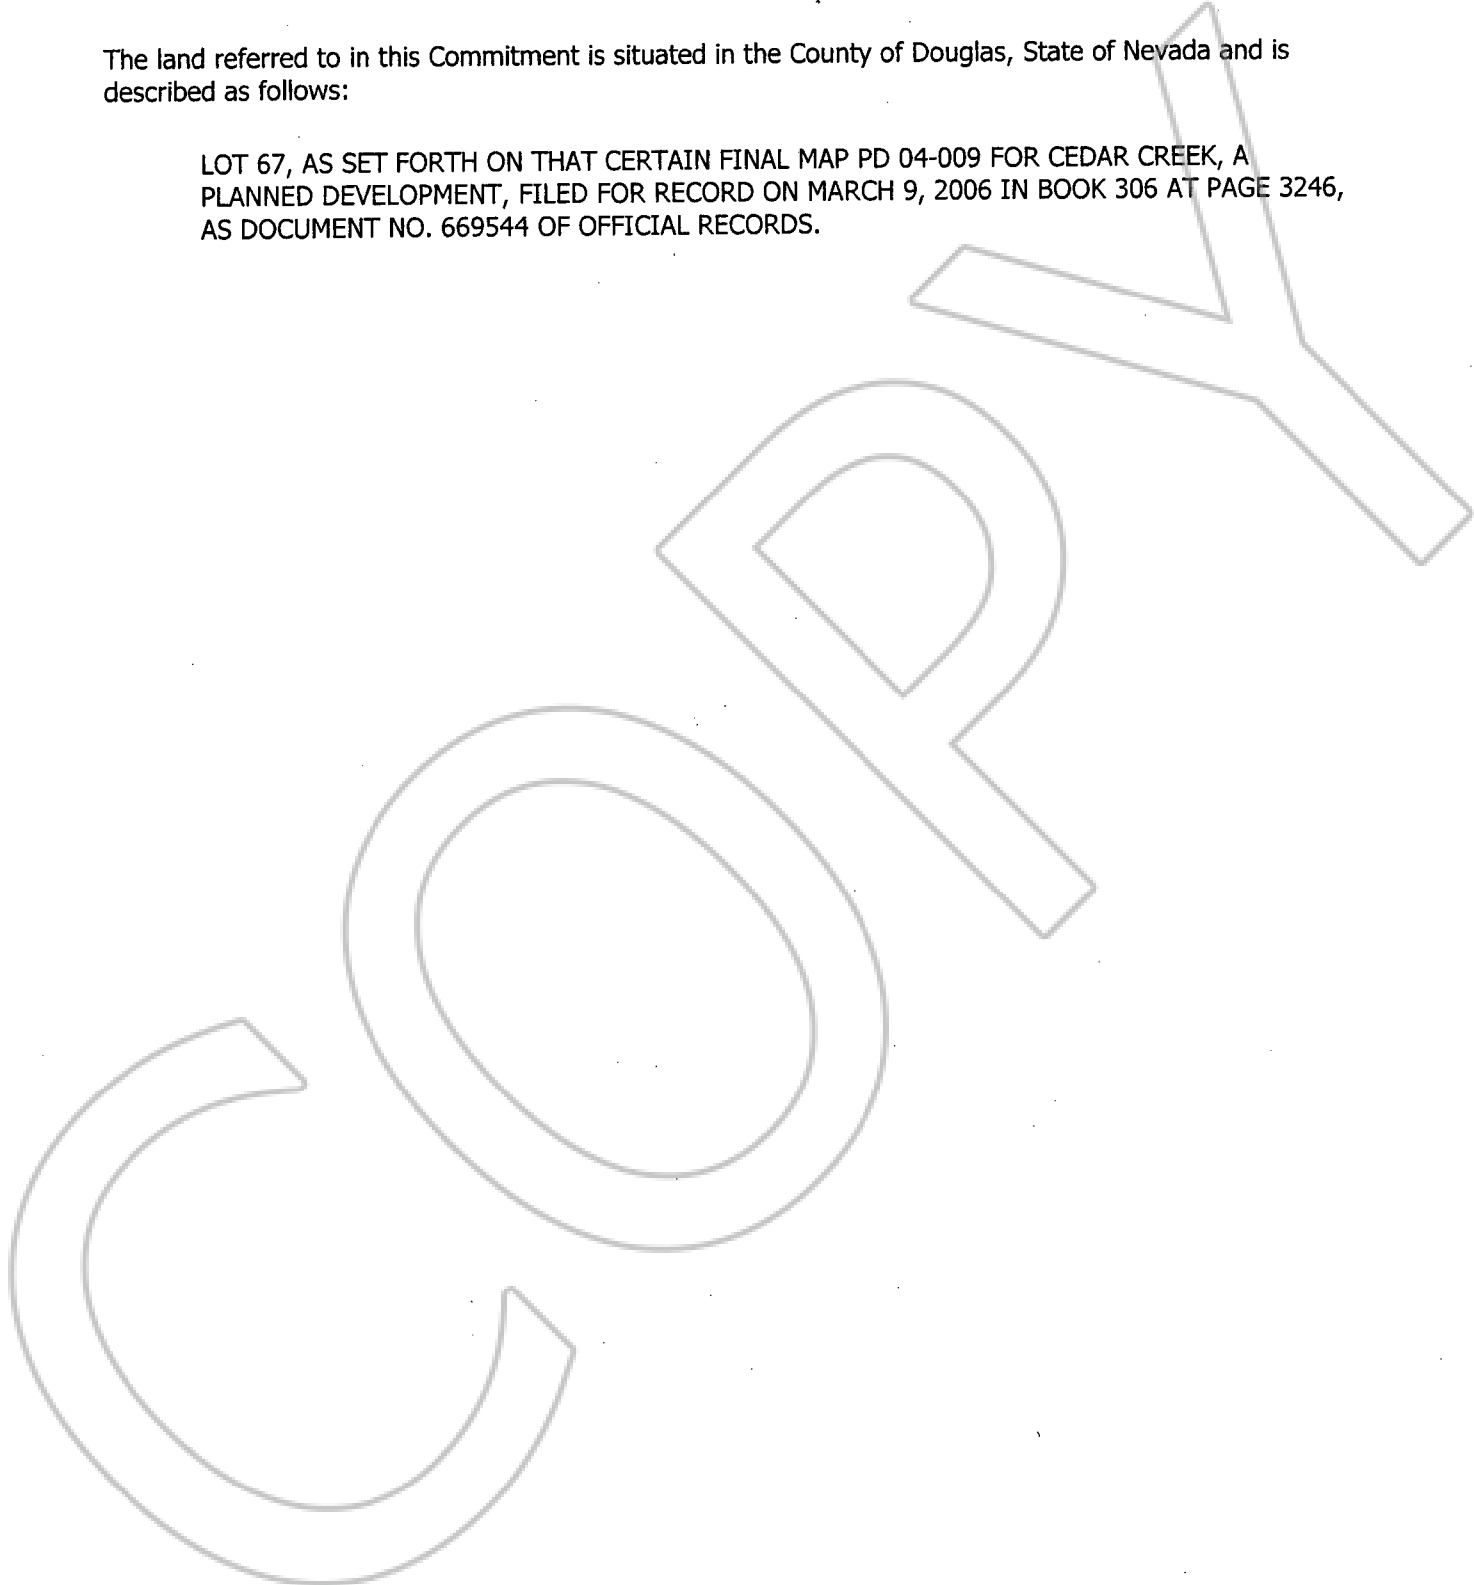 The land referred to in this Commitment is situated in the County of Douglas, State of Nevada and is
described as follows:
LOT 67, AS SET FORTH ON THAT CERTAIN FINAL MAP PD 04-009 FOR CEDAR CREEK, A
PLANNED DEVELOPMENT, FILED FOR RECORD ON MARCH 9, 2006 IN BOOK 306 AT PAGE 3246,
AS DOCUMENT NO. 669544 OF OFFICIAL RECORDS.
COPY